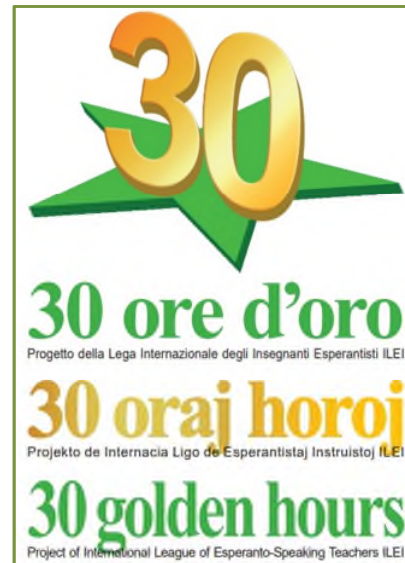 30
30 ore d'oro
Progetto della Lega Internazionale degli Insegnanti Esperantisti ILEI
30 oraj horoj
Projekto de Internacia Ligo de Esperantistaj Instruistoj ILEI
30 golden hours
Project of International League of Esperanto-Speaking Teachers ILEI